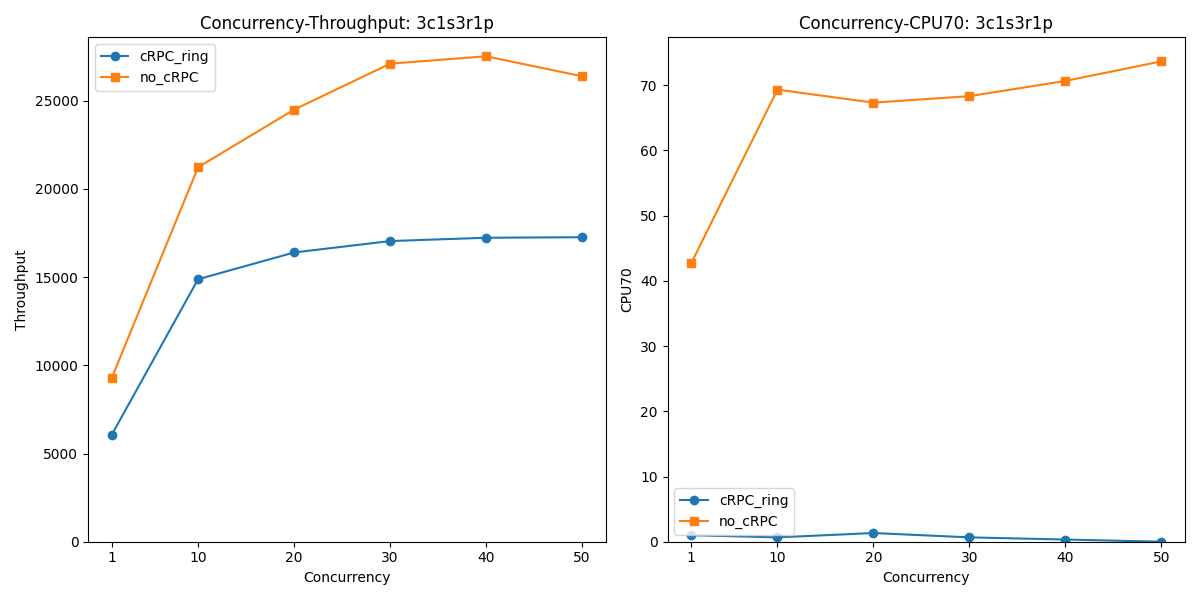 Concurrency-Throughput: 3c1s3r1p
cRPC_ring
no_cRPC
25000
20000
15000
10000
5000
0
Throughput
1 10 20 30 40 50
Concurrency
Concurrency-CPU70: 3c1s3r1p
70
60
50
40
30
20
10
0
CPU70
cRPC_ring
no_cRPC
1 10 20 30 40 50
Concurrency